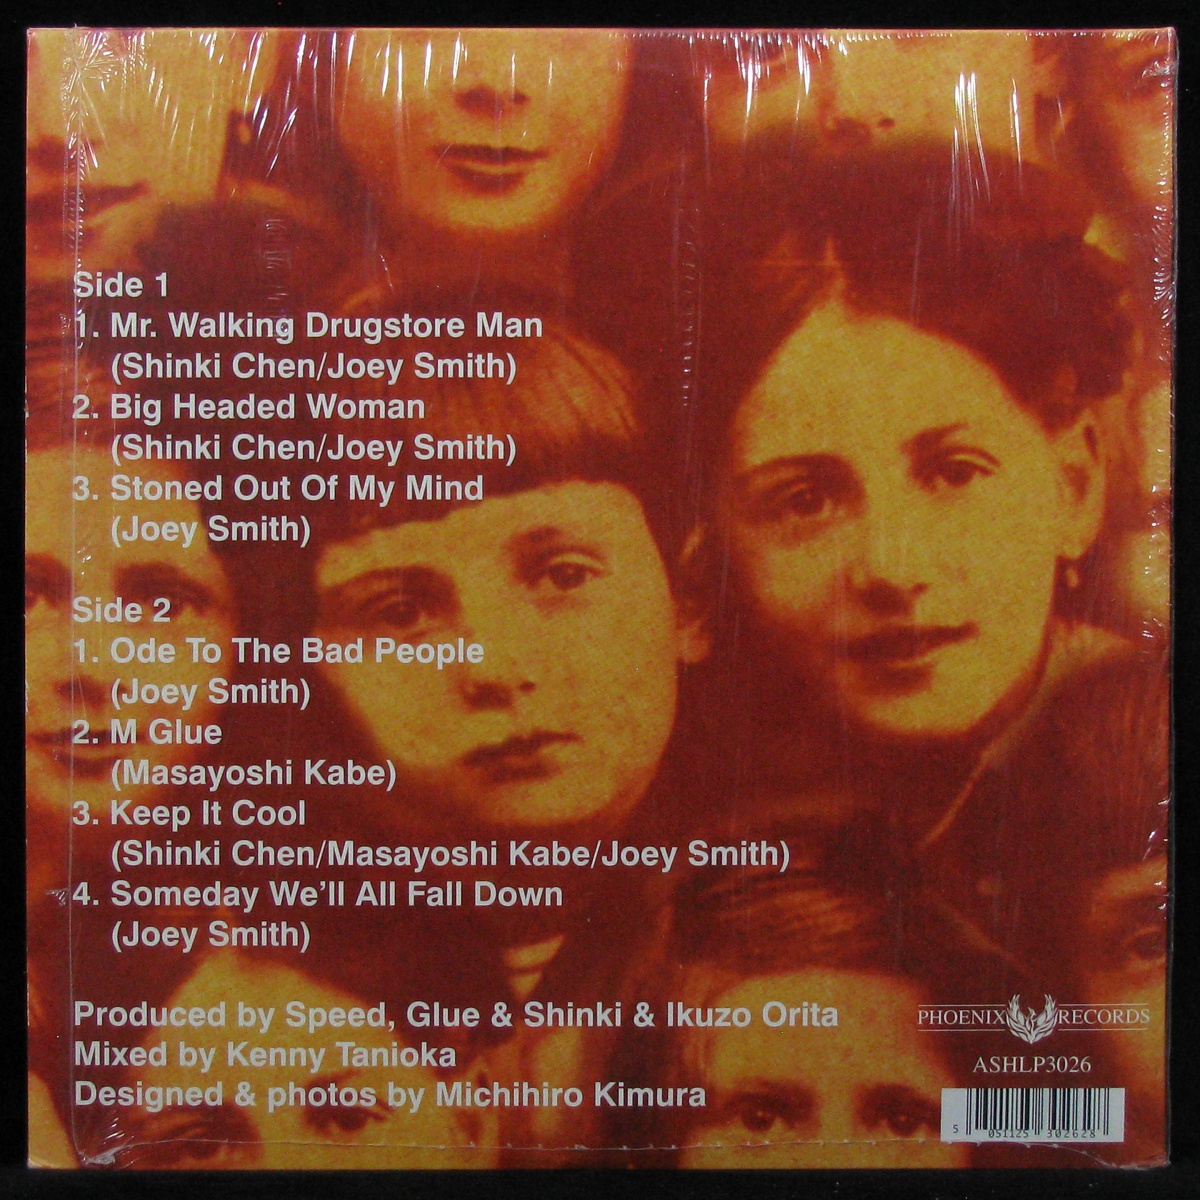 Side 1
1. Mr. Walking Drugstore Man
(Shinki Chen/Joey Smith)
2. Big Headed Woman
(Shinki Chen/Joey Smith)
3. Stoned Out Of My Mind
(Joey Smith)
Side 2
1. Ode To The Bad People
(Joey Smith)
2. M Glue
(Masayoshi Kabe)
3. Keep It Cool
(Shinki Chen/Masayoshi Kabe/Joey Smith)
4. Someday We'll All Fall Down
(Joey Smith)
Produced by Speed, Glue & Shinki & Ikuzo Orita
Mixed by Kenny Tanioka
Designed & photos by Michihiro Kimura
PHOENIX RECORDS
ASHLP3026
5 051125 302628